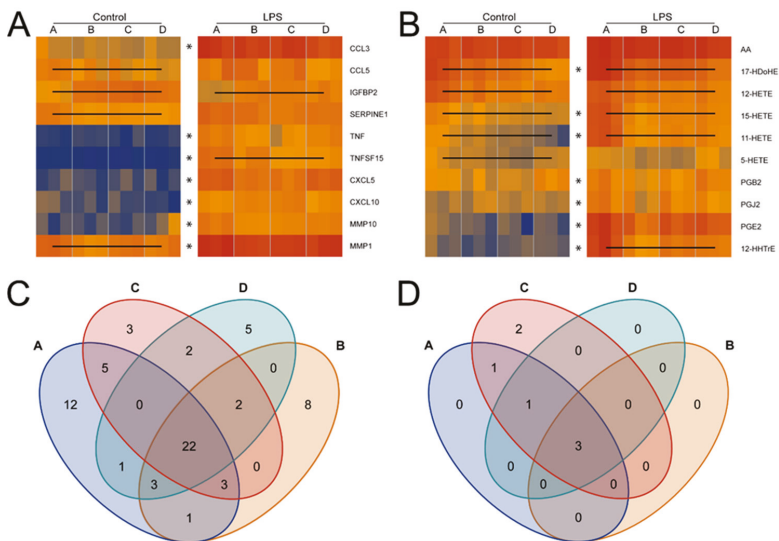 A
Control
LPS
A B C D
A B C D
* CCL3
CCL5
IGFBP2
SERPINE1
* TNF
* TNFSF15
* CXCL5
* CXCL10
* MMP10
* MMP1
B
Control
LPS
A B C D
A B C D
AA
* 17-HDoHE
12-HETE
* 15-HETE
* 11-HETE
5-HETE
* PGB2
* PGJ2
* PGE2
* 12-HHTrE
C
C D
A B
3 5
5 2 0
12 0 2 8
22
1 3 3 0
1
D
C D
A B
2 0
1 0 0
0 1 0 0
3
0 0 0 0
0